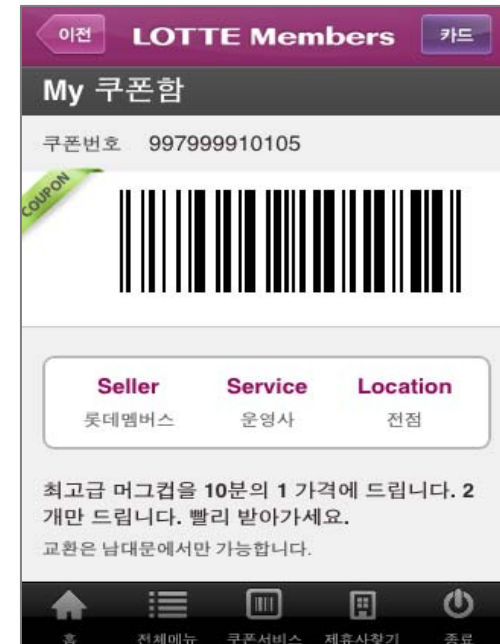 이전 LOTTE Members 카드
My 쿠폰함
쿠폰번호 997999910105
COUPON
Seller Service Location
롯데멤버스 운영사 전점
최고급 머그컵을 10분의 1 가격에 드립니다. 2
개만 드립니다. 빨리 받아가세요.
교환은 남대문에서만 가능합니다.
홈 전체메뉴 쿠폰서비스 제휴사찾기 종료